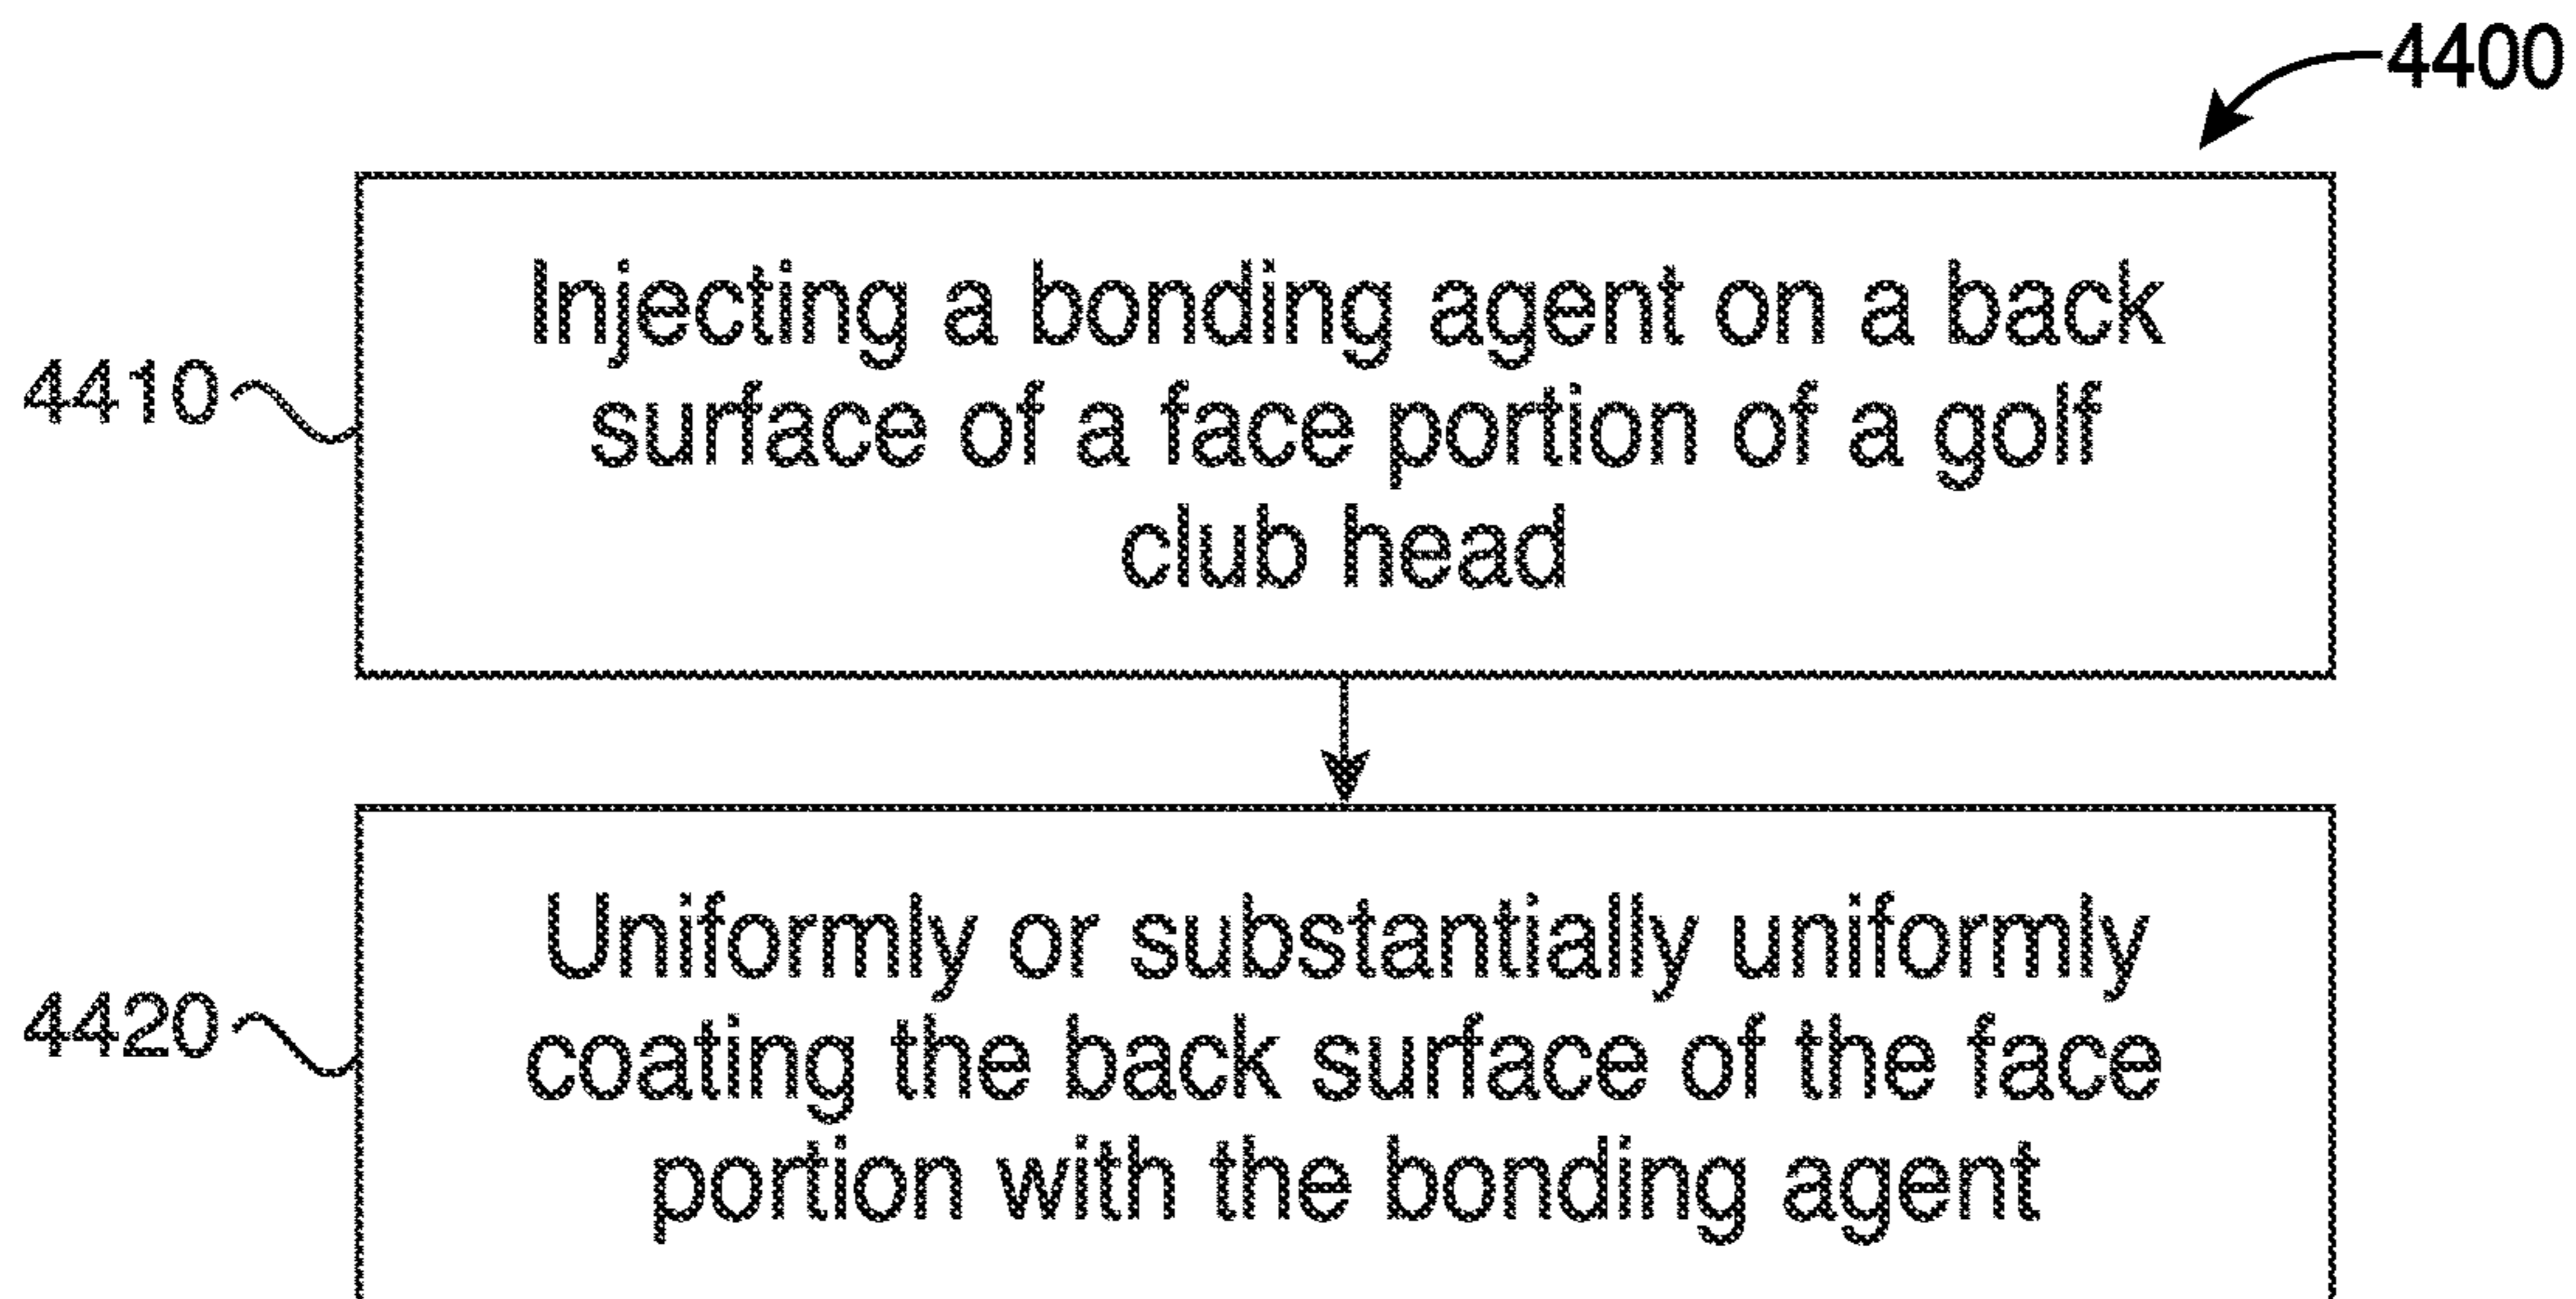 4400
4410
Injecting a bonding agent on a back
surface of a face portion of a golf
club head
4420
Uniformly or substantially uniformly
coating the back surface of the face
portion with the bonding agent